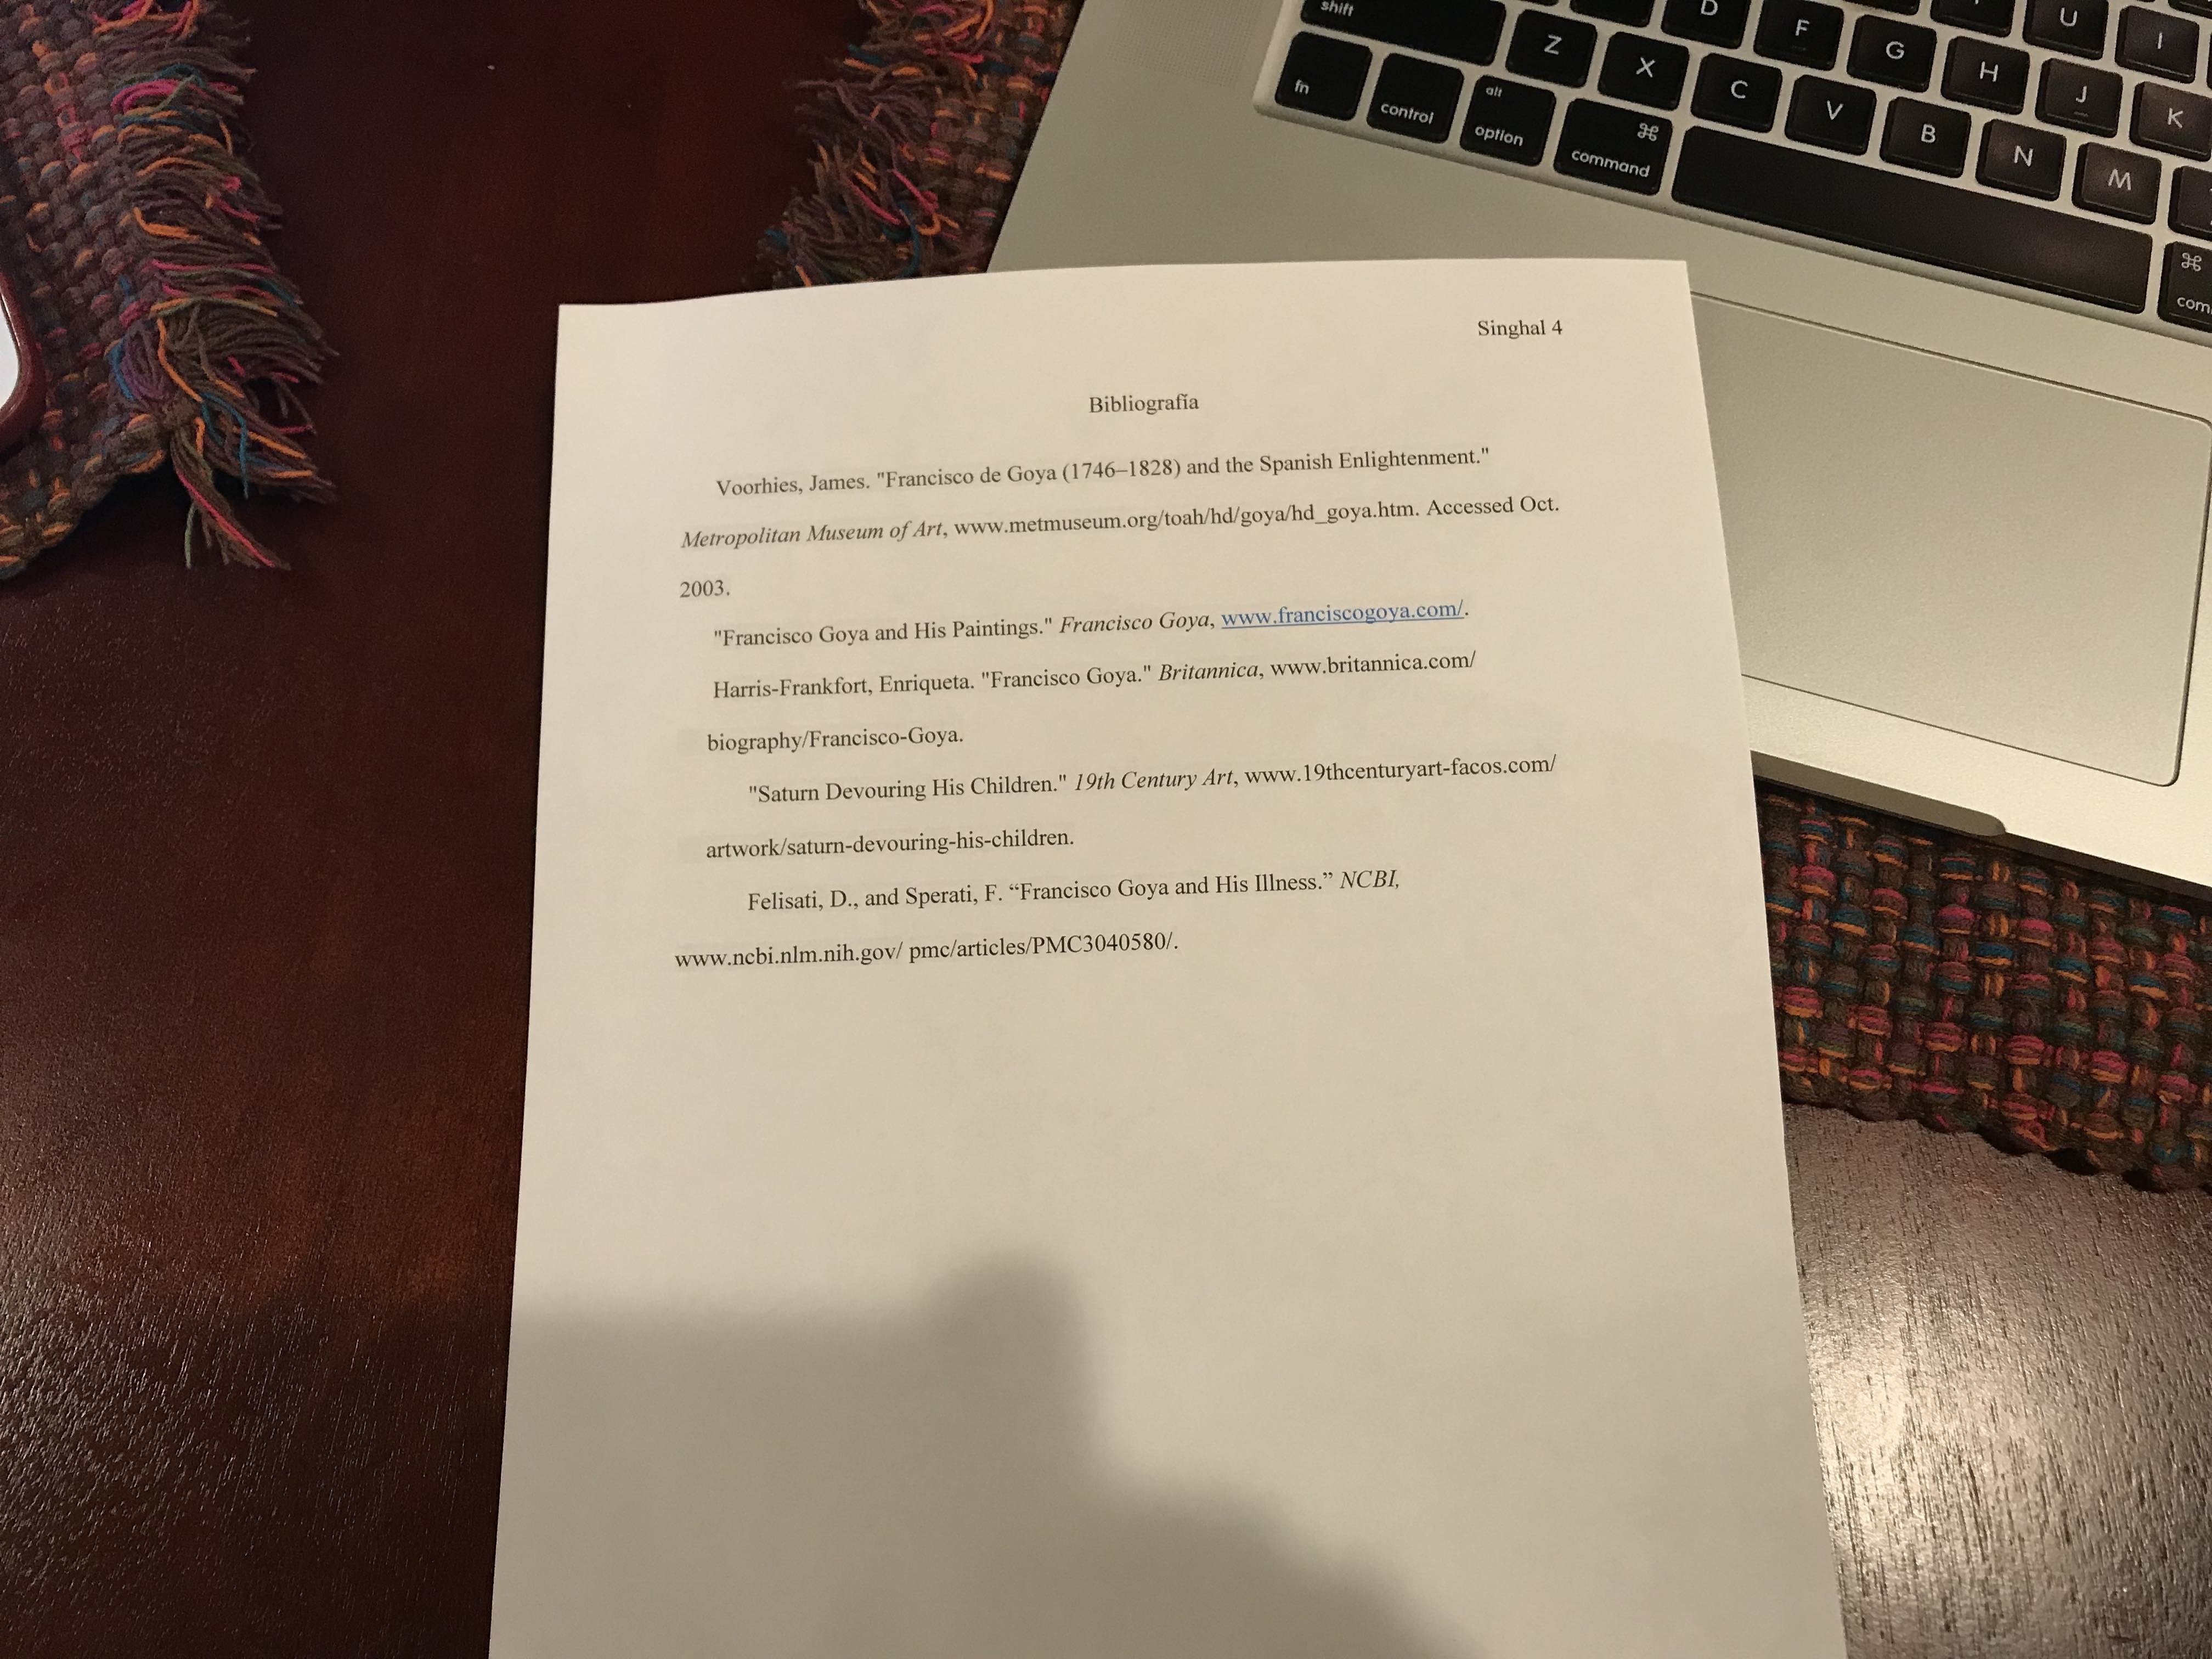 shift
D
F
G
H
J
K
U
I
Z
X
C
V
B
N
M
fn
control
alt
option
⌘
command
⌘
com
Singhal 4
Bibliografía
Voorhies, James. "Francisco de Goya (1746–1828) and the Spanish Enlightenment."
Metropolitan Museum of Art, www.metmuseum.org/toah/hd/goya/hd_goya.htm. Accessed Oct.
2003.
"Francisco Goya and His Paintings." Francisco Goya, www.franciscogoya.com/.
Harris-Frankfort, Enriqueta. "Francisco Goya." Britannica, www.britannica.com/
biography/Francisco-Goya.
"Saturn Devouring His Children." 19th Century Art, www.19thcenturyart-facos.com/
artwork/saturn-devouring-his-children.
Felisati, D., and Sperati, F. “Francisco Goya and His Illness.” NCBI,
www.ncbi.nlm.nih.gov/ pmc/articles/PMC3040580/.